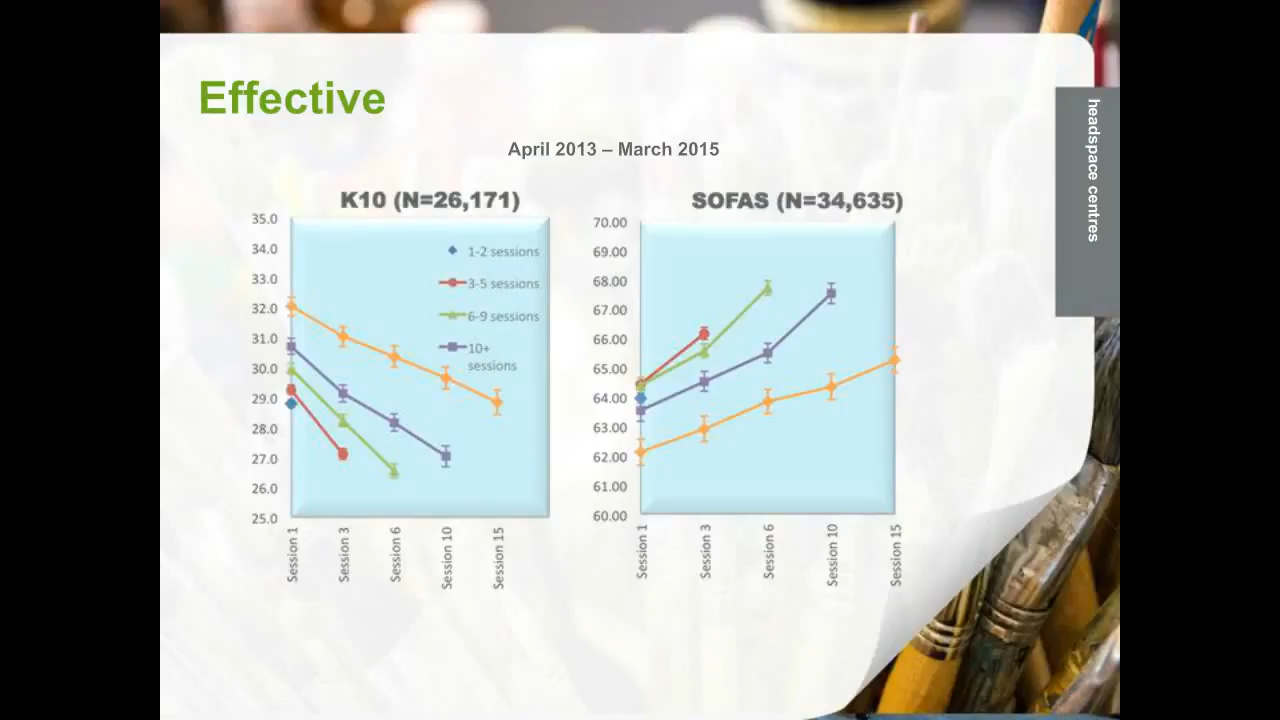 Effective
headspace centres
April 2013 – March 2015
K10 (N=26,171)
35.0
34.0
33.0
32.0
31.0
30.0
29.0
28.0
27.0
26.0
25.0
1-2 sessions
3-5 sessions
6-9 sessions
10+
sessions
Session 1
Session 3
Session 6
Session 10
Session 15
SOFAS (N=34,635)
70.00
69.00
68.00
67.00
66.00
65.00
64.00
63.00
62.00
61.00
60.00
Session 1
Session 3
Session 6
Session 10
Session 15